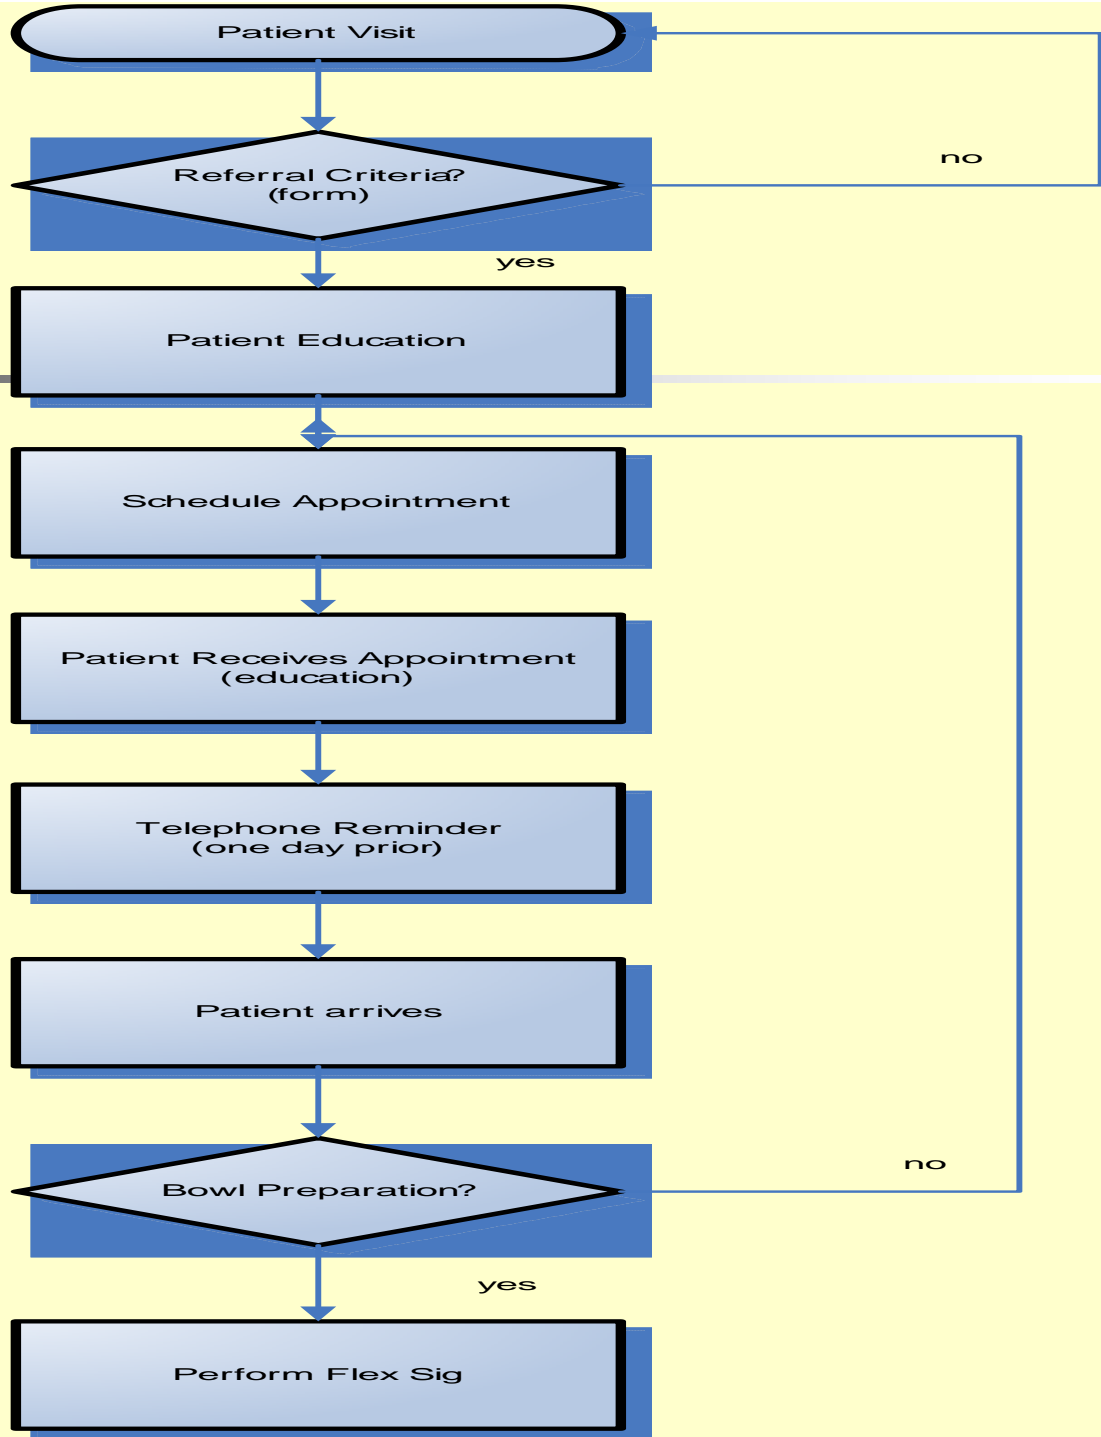 Patient Visit
Referral Criteria?
(form)
no
yes
Patient Education
Schedule Appointment
Patient Receives Appointment
(education)
Telephone Reminder
(one day prior)
Patient arrives
Bowl Preparation?
no
yes
Perform Flex Sig